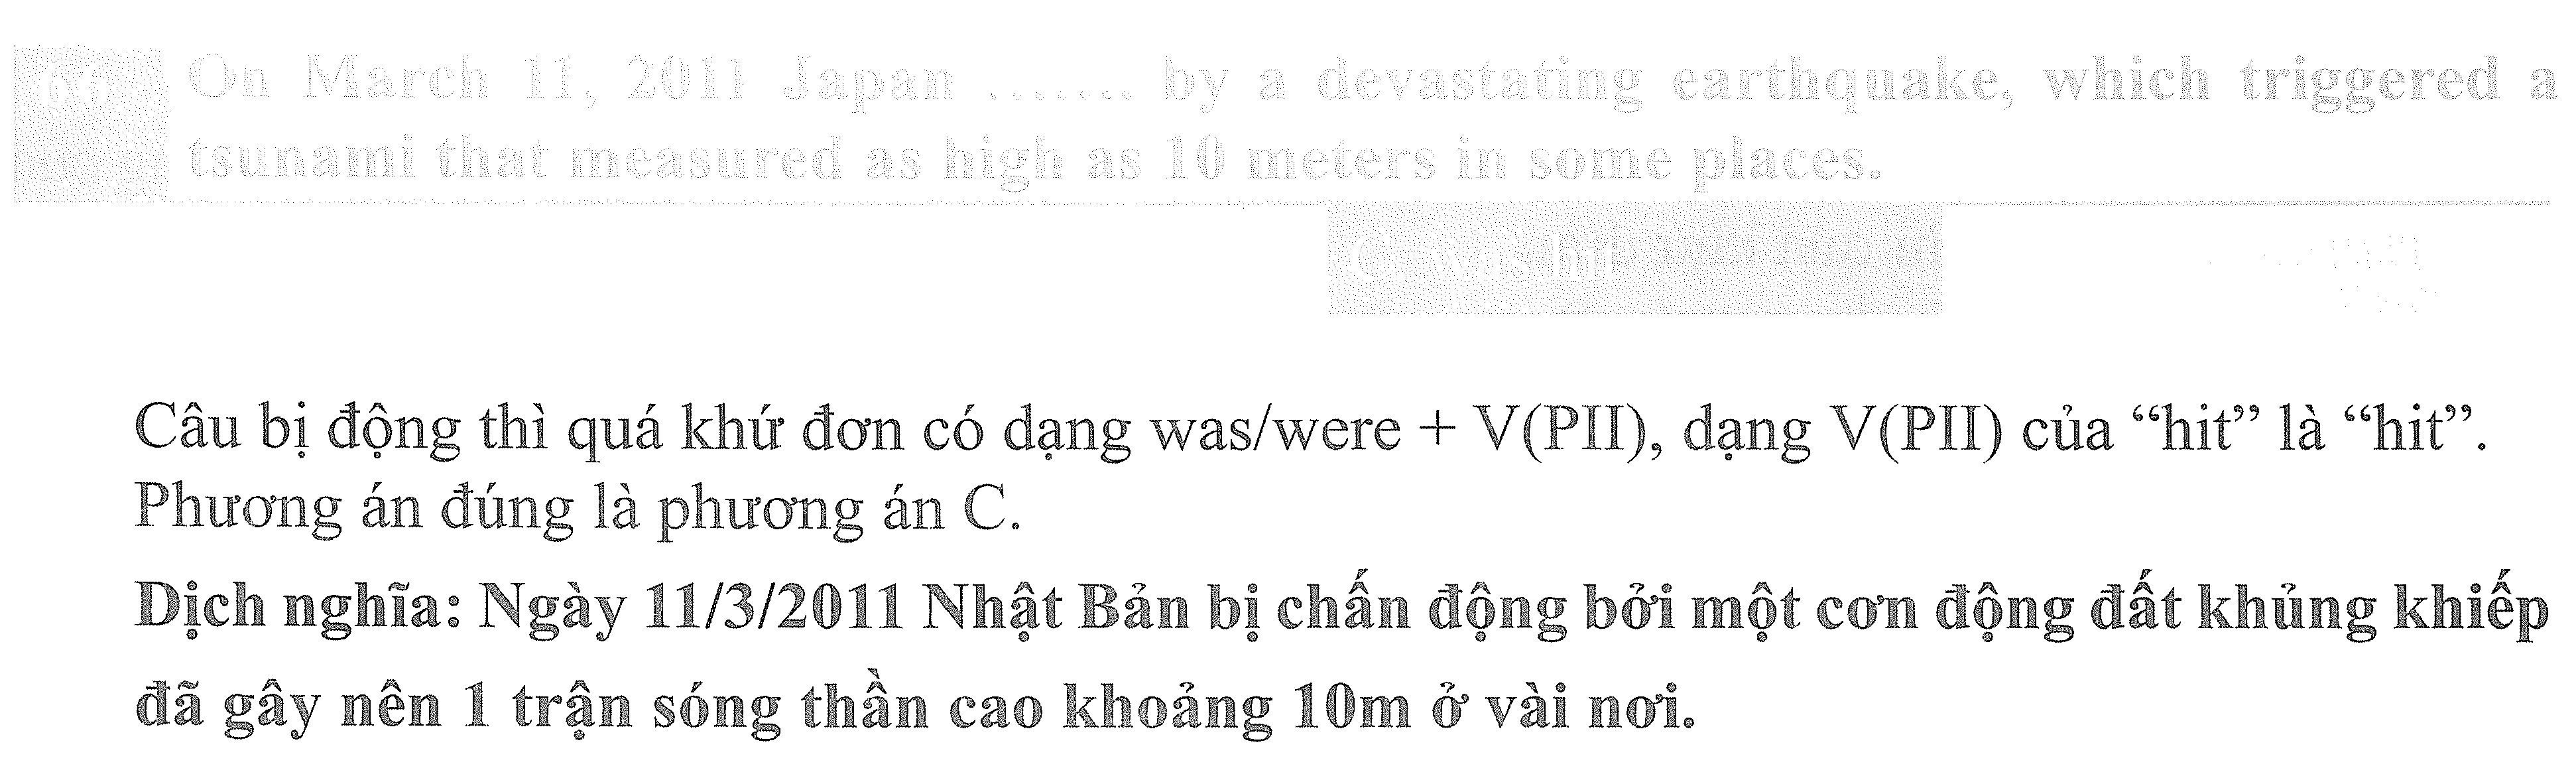 66 On March 11, 2011 Japan ....... by a devastating earthquake, which triggered a
tsunami that measured as high as 10 meters in some places.
C. was hit
Câu bị động thì quá khứ đơn có dạng was/were + V(PII), dạng V(PII) của “hit” là “hit”.
Phương án đúng là phương án C.
Dịch nghĩa: Ngày 11/3/2011 Nhật Bản bị chấn động bởi một cơn động đất khủng khiếp
đã gây nên 1 trận sóng thần cao khoảng 10m ở vài nơi.